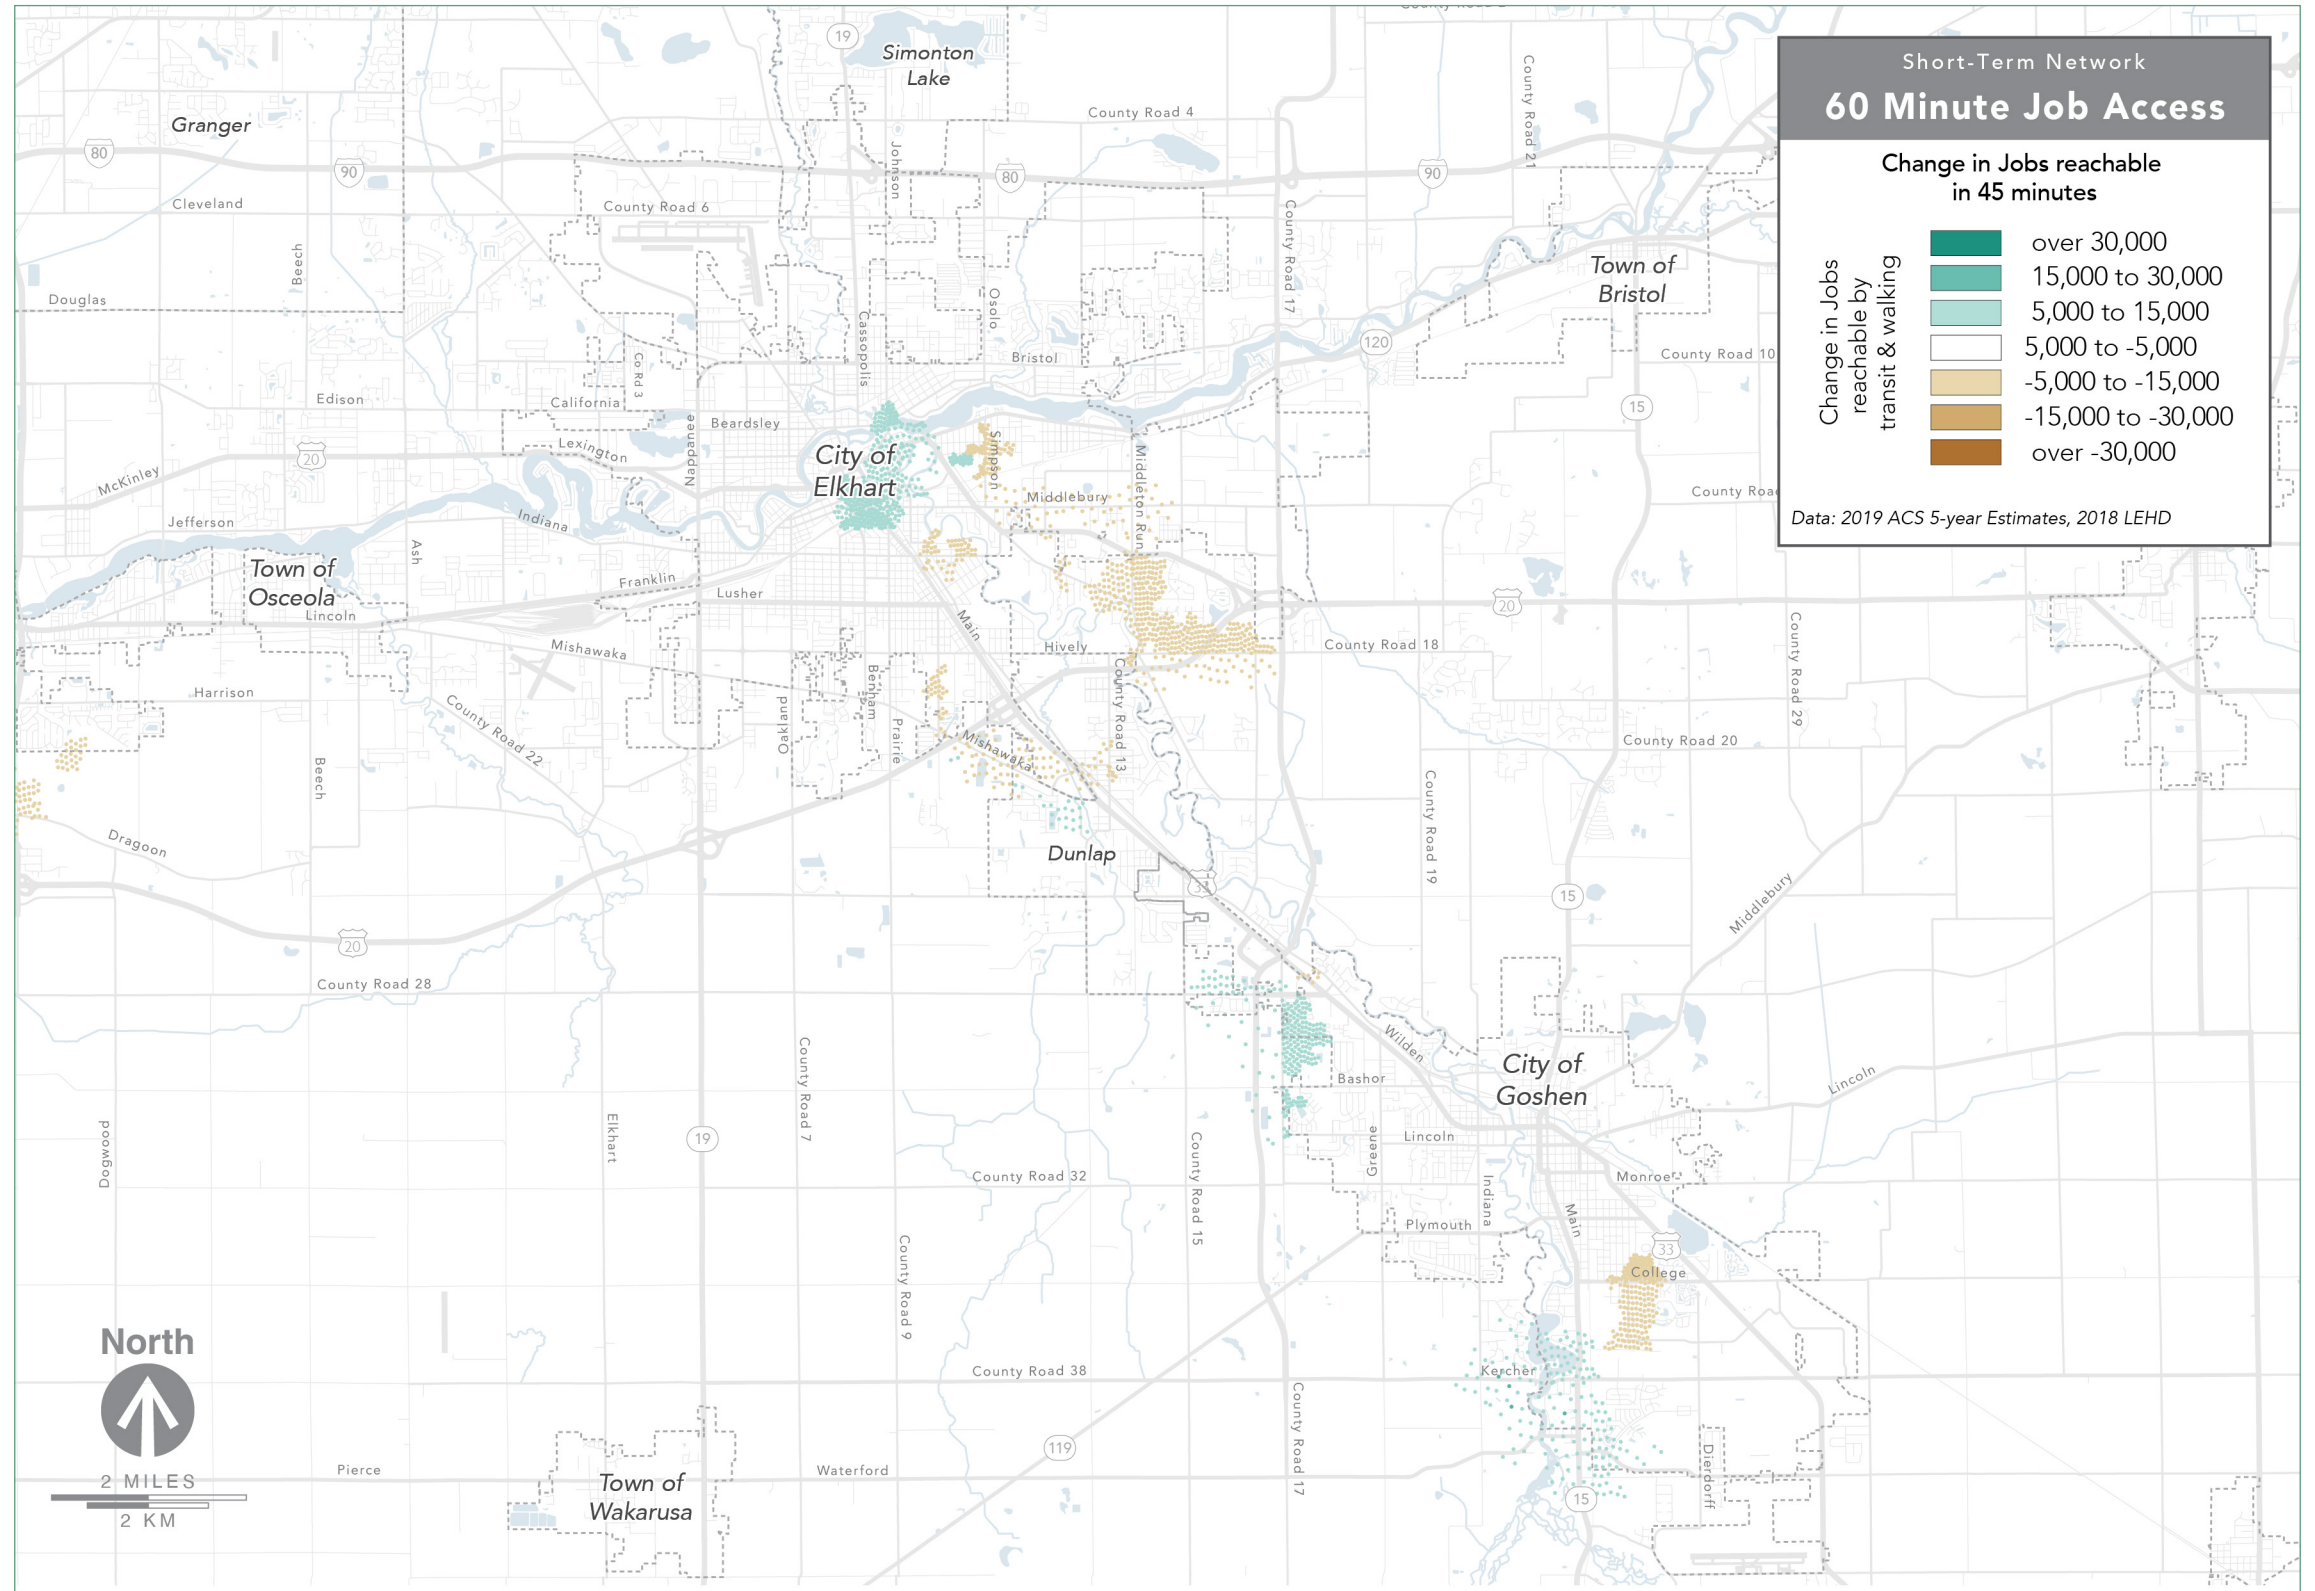 Short-Term Network
60 Minute Job Access
Change in Jobs reachable
in 45 minutes
Change in Jobs
reachable by
transit & walking
over 30,000
15,000 to 30,000
5,000 to 15,000
5,000 to -5,000
-5,000 to -15,000
-15,000 to -30,000
over -30,000
Data: 2019 ACS 5-year Estimates, 2018 LEHD
19
Simonton
Lake
Granger
County Road 4
County Road 21
80
90
Johnson
80
90
Cleveland
County Road 6
County Road 17
Beech
Douglas
Town of
Bristol
Osolo
Cassopolis
120
Bristol
County Road 10
Co Rd 3
Edison
California
15
Nappanee
Beardsley
Lexington
20
City of
Elkhart
Simpson
Middleton Run
McKinley
Middlebury
County Roa
Jefferson
Indiana
Ash
Town of
Osceola
Lincoln
Franklin
Lusher
20
Main
Mishawaka
Hively
County Road 18
County Road 29
Harrison
County Road 22
Benham
Oakland
Prairie
County Road 13
Mishawaka
County Road 20
Beech
County Road 19
Dragoon
Dunlap
33
15
Middlebury
20
County Road 28
Wilden
City of
Goshen
County Road 7
Bashor
Lincoln
Dogwood
Elkhart
19
Greene
Lincoln
County Road 15
County Road 32
Monroe
Indiana
Main
Plymouth
County Road 9
33
College
North
County Road 38
Kercher
County Road 17
119
Dierdorff
2 MILES
Pierce
Waterford
Town of
Wakarusa
15
2 KM